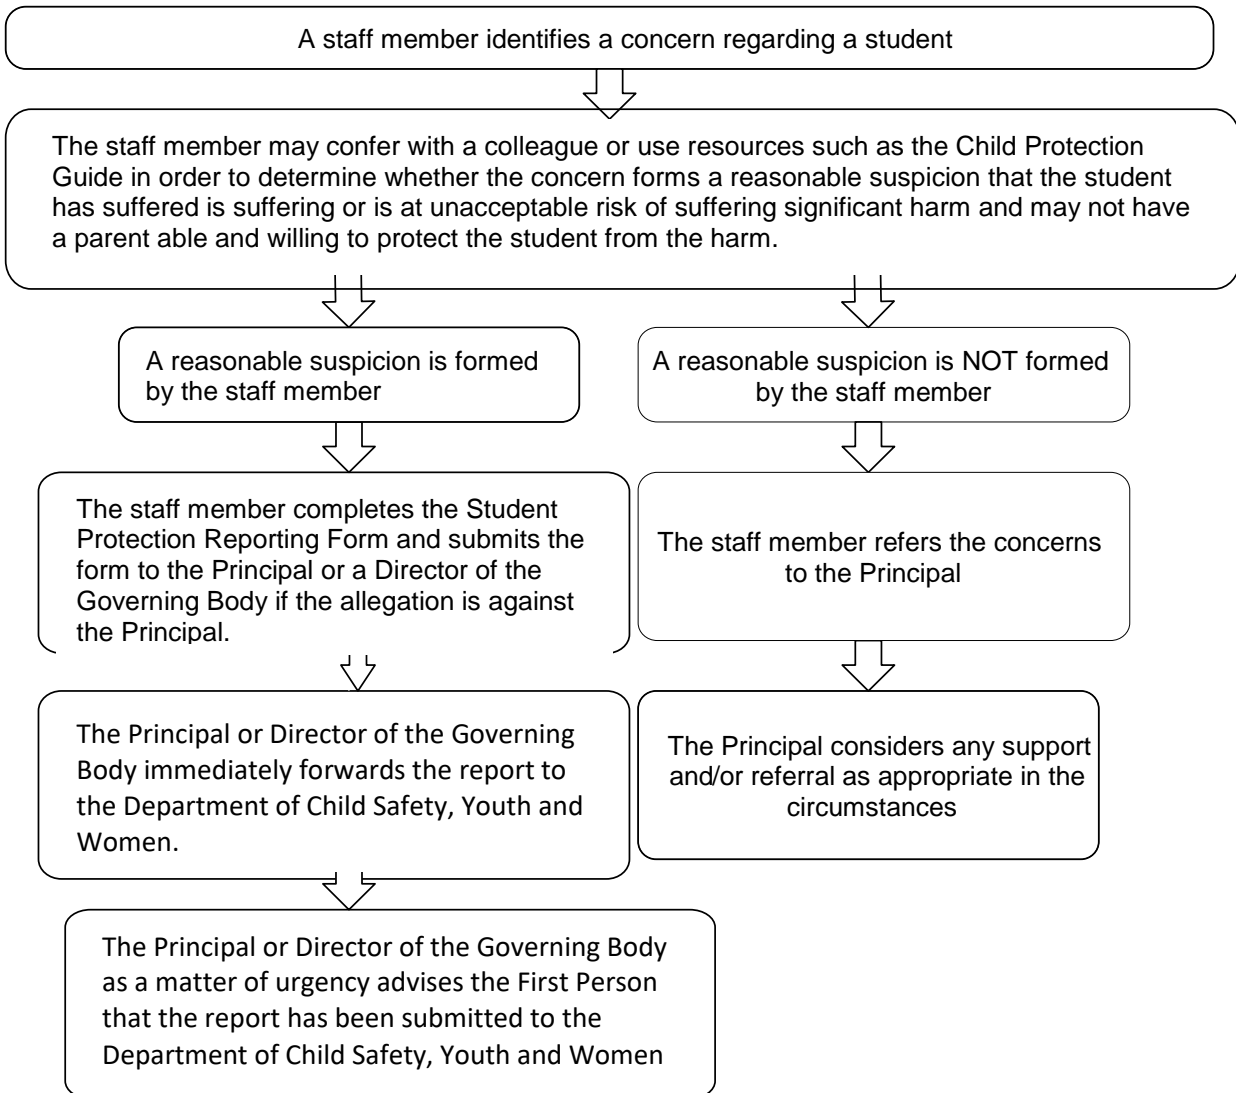 A staff member identifies a concern regarding a student
The staff member may confer with a colleague or use resources such as the Child Protection
Guide in order to determine whether the concern forms a reasonable suspicion that the student
has suffered is suffering or is at unacceptable risk of suffering significant harm and may not have
a parent able and willing to protect the student from the harm.
A reasonable suspicion is formed
by the staff member
A reasonable suspicion is NOT formed
by the staff member
The staff member completes the Student
Protection Reporting Form and submits the
form to the Principal or a Director of the
Governing Body if the allegation is against
the Principal.
The staff member refers the concerns
to the Principal
The Principal or Director of the Governing
Body immediately forwards the report to
the Department of Child Safety, Youth and
Women.
The Principal considers any support
and/or referral as appropriate in the
circumstances
The Principal or Director of the Governing Body
as a matter of urgency advises the First Person
that the report has been submitted to the
Department of Child Safety, Youth and Women